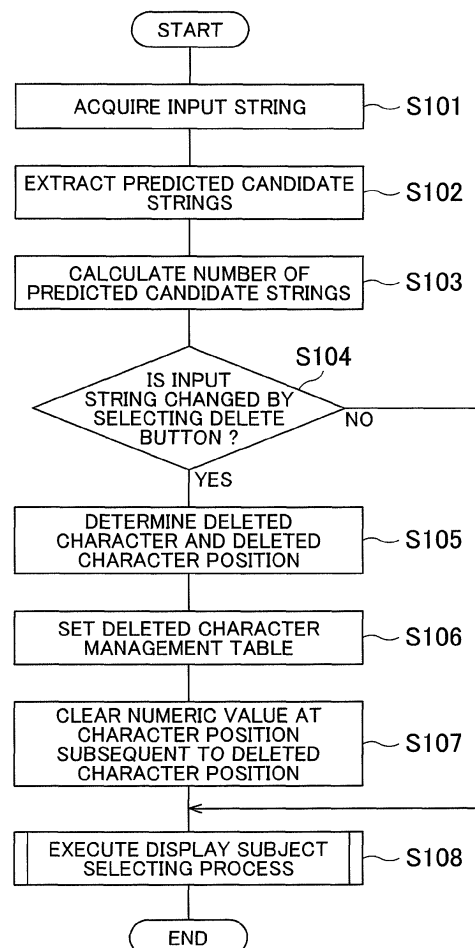 START
ACQUIRE INPUT STRING
S101
EXTRACT PREDICTED CANDIDATE
STRINGS
S102
CALCULATE NUMBER OF
PREDICTED CANDIDATE STRINGS
S103
S104
IS INPUT
STRING CHANGED BY
SELECTING DELETE
BUTTON ?
NO
YES
DETERMINE DELETED
CHARACTER AND DELETED
CHARACTER POSITION
S105
SET DELETED CHARACTER
MANAGEMENT TABLE
S106
CLEAR NUMERIC VALUE AT
CHARACTER POSITION
SUBSEQUENT TO DELETED
CHARACTER POSITION
S107
EXECUTE DISPLAY SUBJECT
SELECTING PROCESS
S108
END